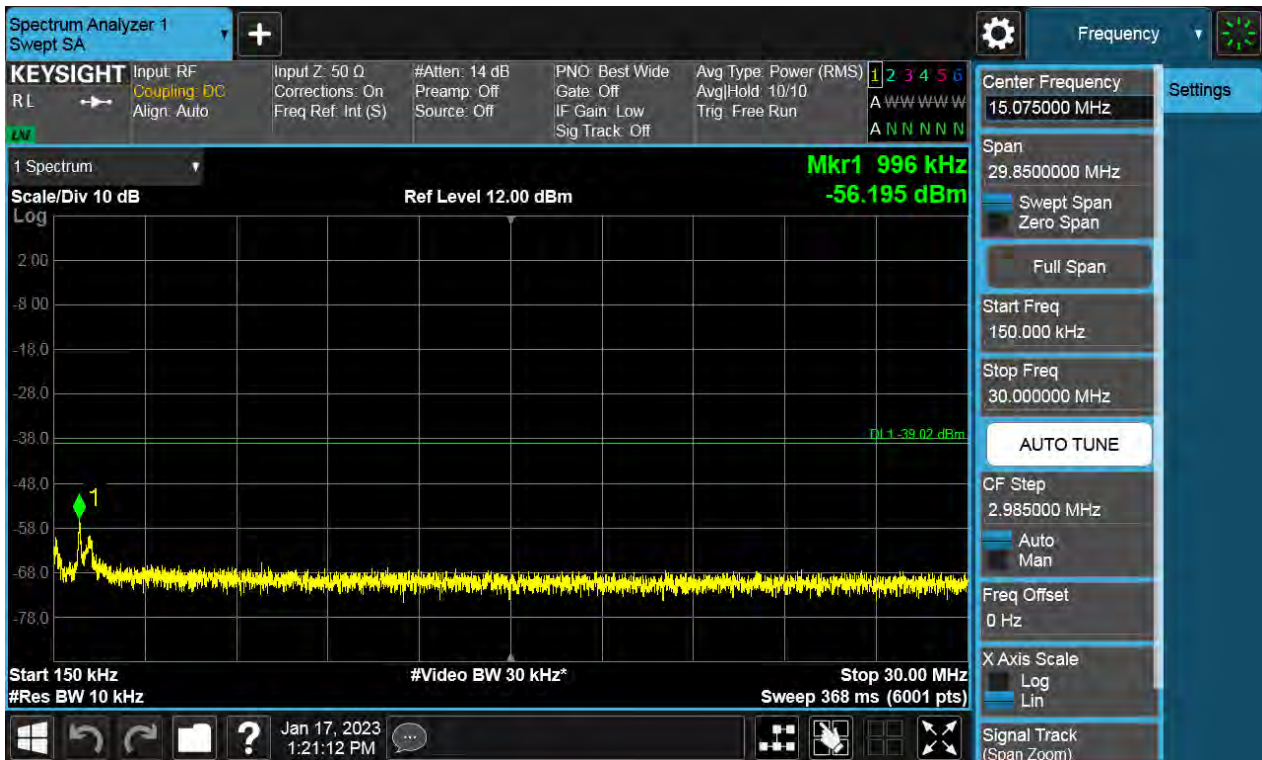 Spectrum Analyzer 1
Swept SA
+
Frequency
KEYSIGHT
RL
LXI
Input: RF
Coupling: DC
Align: Auto
Input Z: 50 Ω
Corrections: On
Freq Ref: Int (S)
#Atten: 14 dB
Preamp: Off
Source: Off
PNO: Best Wide
Gate: Off
IF Gain: Low
Sig Track: Off
Avg Type: Power (RMS)
Avg|Hold: 10/10
Trig: Free Run
1 2 3 4 5 6
A W W W W W
A N N N N N
1 Spectrum
Scale/Div 10 dB
Log
Ref Level 12.00 dBm
Mkr1 996 kHz
-56.195 dBm
2.00
-8.00
-18.0
-28.0
-38.0
-48.0
-58.0
-68.0
-78.0
DL1 -39.02 dBm
1
Start 150 kHz
#Res BW 10 kHz
#Video BW 30 kHz*
Stop 30.00 MHz
Sweep 368 ms (6001 pts)
?
Jan 17, 2023
1:21:12 PM
Center Frequency
15.075000 MHz
Settings
Span
29.8500000 MHz
Swept Span
Zero Span
Full Span
Start Freq
150.000 kHz
Stop Freq
30.000000 MHz
AUTO TUNE
CF Step
2.985000 MHz
Auto
Man
Freq Offset
0 Hz
X Axis Scale
Log
Lin
Signal Track
(Span Zoom)